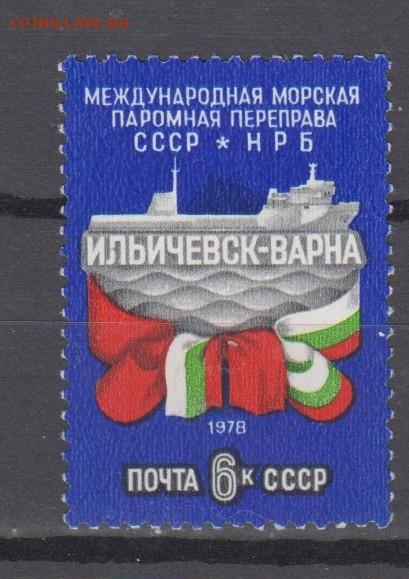 COINS.LAVE.RU
МЕЖДУНАРОДНАЯ МОРСКАЯ
ПАРОМНАЯ ПЕРЕПРАВА
СССР * НРБ
ИЛЬИЧЕВСК-ВАРНА
1978
ПОЧТА 6К СССР